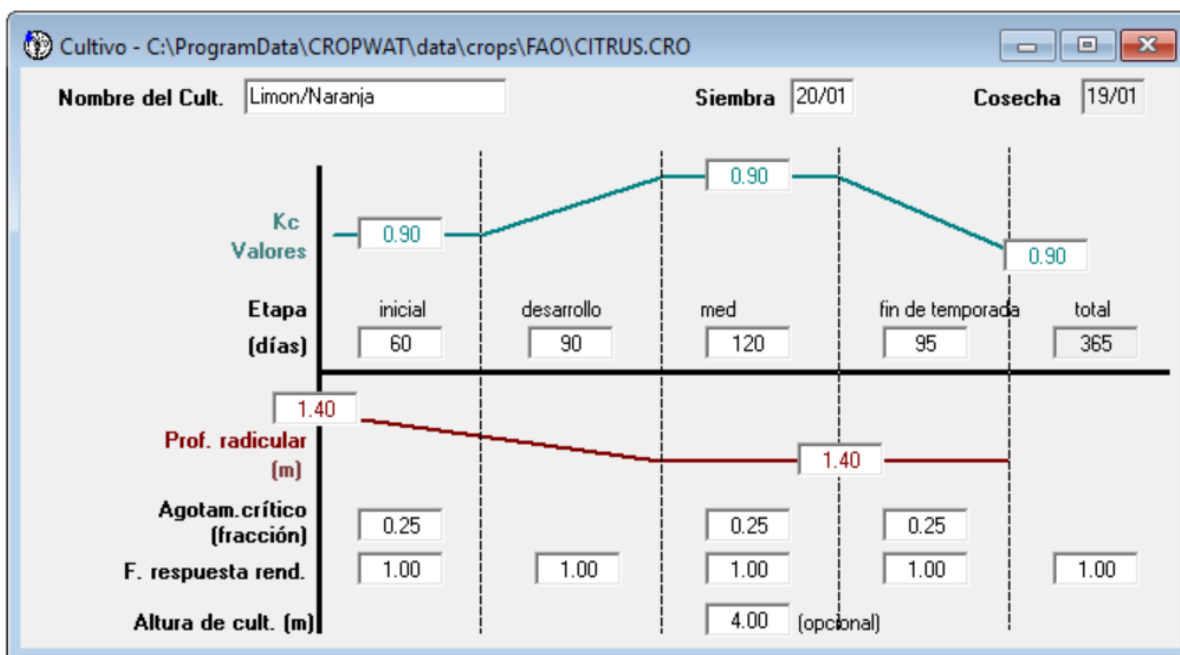 Cultivo - C:\ProgramData\CROPWAT\data\crops\FAO\CITRUS.CRO
Nombre del Cult. Limon/Naranja Siembra 20/01 Cosecha 19/01
0.90
Kc 0.90
Valores 0.90
Etapa inicial desarrollo med fin de temporada total
(días) 60 90 120 95 365
1.40
Prof. radicular 1.40
(m)
Agotam.crítico
(fracción) 0.25 0.25 0.25
F. respuesta rend. 1.00 1.00 1.00 1.00 1.00
Altura de cult. (m) 4.00 (opcional)